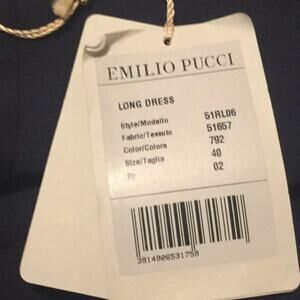 EMILIO PUCCI
LONG DRESS
Style/Modello 51RL06
Fabric/Tessuto 51657
Color/Colore 792
Size/Taglia 40
02
3914906531759